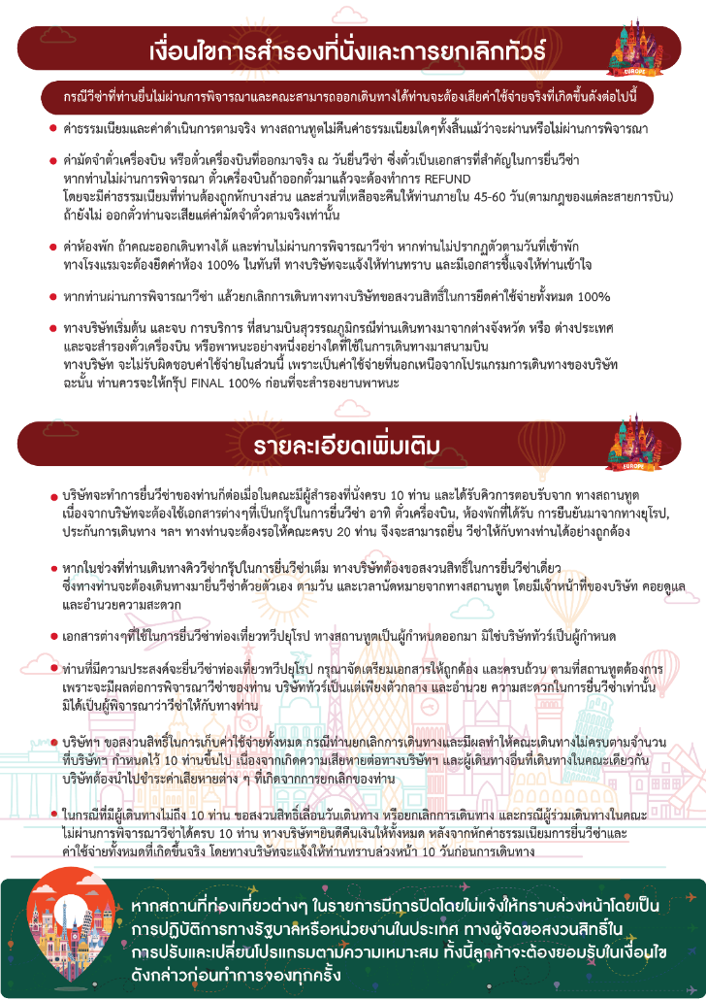 เงื่อนไขการสำรองที่นั่งและการยกเลิกทัวร์
EUROPE
กรณีวีซ่าที่ท่านยื่นไม่ผ่านการพิจารณาและคณะสามารถออกเดินทางได้ท่านจะต้องเสียค่าใช้จ่ายจริงที่เกิดขึ้นดังต่อไปนี้
ค่าธรรมเนียมและค่าดำเนินการตามจริง ทางสถานทูตไม่คืนค่าธรรมเนียมใดๆทั้งสิ้นแม้ว่าจะผ่านหรือไม่ผ่านการพิจารณา
ค่ามัดจำตั๋วเครื่องบิน หรือตั๋วเครื่องบินที่ออกมาจริง ณ วันยื่นวีซ่า ซึ่งตั๋วเป็นเอกสารที่สำคัญในการยื่นวีซ่า
หากท่านไม่ผ่านการพิจารณา ตั๋วเครื่องบินถ้าออกตั๋วมาแล้วจะต้องทำการ REFUND
โดยจะมีค่าธรรมเนียมที่ท่านต้องถูกหักบางส่วน และส่วนที่เหลือจะคืนให้ท่านภายใน 45-60 วัน(ตามกฎของแต่ละสายการบิน)
ถ้ายังไม่ ออกตั๋วท่านจะเสียแต่ค่ามัดจำตั๋วตามจริงเท่านั้น
ค่าห้องพัก ถ้าคณะออกเดินทางได้ และท่านไม่ผ่านการพิจารณาวีซ่า หากท่านไม่ปรากฏตัวตามวันที่เข้าพัก
ทางโรงแรมจะต้องยึดค่าห้อง 100% ในทันที ทางบริษัทจะแจ้งให้ท่านทราบ และมีเอกสารชี้แจงให้ท่านเข้าใจ
หากท่านผ่านการพิจารณาวีซ่า แล้วยกเลิกการเดินทางทางบริษัทขอสงวนสิทธิ์ในการยึดค่าใช้จ่ายทั้งหมด 100%
ทางบริษัทเริ่มต้น และจบ การบริการ ที่สนามบินสุวรรณภูมิกรณีท่านเดินทางมาจากต่างจังหวัด หรือ ต่างประเทศ
และจะสำรองตั๋วเครื่องบิน หรือพาหนะอย่างหนึ่งอย่างใดที่ใช้ในการเดินทางมาสนามบิน
ทางบริษัท จะไม่รับผิดชอบค่าใช้จ่ายในส่วนนี้ เพราะเป็นค่าใช้จ่ายที่นอกเหนือจากโปรแกรมการเดินทางของบริษัท
ฉะนั้น ท่านควรจะให้กรุ๊ป FINAL 100% ก่อนที่จะสำรองยานพาหนะ
รายละเอียดเพิ่มเติม
EUROPE
บริษัทจะทำการยื่นวีซ่าของท่านก็ต่อเมื่อในคณะมีผู้สำรองที่นั่งครบ 10 ท่าน และได้รับคิวการตอบรับจาก ทางสถานทูต
เนื่องจากบริษัทจะต้องใช้เอกสารต่างๆที่เป็นกรุ๊ปในการยื่นวีซ่า อาทิ ตั๋วเครื่องบิน, ห้องพักที่ได้รับ การยืนยันมาจากทางยุโรป,
ประกันการเดินทาง ฯลฯ ทางท่านจะต้องรอให้คณะครบ 20 ท่าน จึงจะสามารถยื่น วีซ่าให้กับทางท่านได้อย่างถูกต้อง
หากในช่วงที่ท่านเดินทางคิววีซ่ากรุ๊ปในการยื่นวีซ่าเต็ม ทางบริษัทต้องขอสงวนสิทธิ์ในการยื่นวีซ่าเดี่ยว
ซึ่งทางท่านจะต้องเดินทางมายื่นวีซ่าด้วยตัวเอง ตามวัน และเวลานัดหมายจากทางสถานทูต โดยมีเจ้าหน้าที่ของบริษัท คอยดูแล
และอำนวยความสะดวก
เอกสารต่างๆที่ใช้ในการยื่นวีซ่าท่องเที่ยวทวีปยุโรป ทางสถานทูตเป็นผู้กำหนดออกมา มิใช่บริษัททัวร์เป็นผู้กำหนด
ท่านที่มีความประสงค์จะยื่นวีซ่าท่องเที่ยวทวีปยุโรป กรุณาจัดเตรียมเอกสารให้ถูกต้อง และครบถ้วน ตามที่สถานทูตต้องการ
เพราะจะมีผลต่อการพิจารณาวีซ่าของท่าน บริษัททัวร์เป็นแต่เพียงตัวกลาง และอำนวย ความสะดวกในการยื่นวีซ่าเท่านั้น
มิได้เป็นผู้พิจารณาว่าวีซ่าให้กับทางท่าน
บริษัทฯ ขอสงวนสิทธิ์ในการเก็บค่าใช้จ่ายทั้งหมด กรณีท่านยกเลิกการเดินทางและมีผลทำให้คณะเดินทางไม่ครบตามจำนวน
ที่บริษัทฯ กำหนดไว้ 10 ท่านขึ้นไป เนื่องจากเกิดความเสียหายต่อทางบริษัทฯ และผู้เดินทางอื่นที่เดินทางในคณะเดียวกัน
บริษัทต้องนำไปชำระค่าเสียหายต่าง ๆ ที่เกิดจากการยกเลิกของท่าน
ในกรณีที่มีผู้เดินทางไม่ถึง 10 ท่าน ขอสงวนสิทธิ์เลื่อนวันเดินทาง หรือยกเลิกการเดินทาง และกรณีผู้ร่วมเดินทางในคณะ
ไม่ผ่านการพิจารณาวีซ่าได้ครบ 10 ท่าน ทางบริษัทฯยินดีคืนเงินให้ทั้งหมด หลังจากหักค่าธรรมเนียมการยื่นวีซ่าและ
ค่าใช้จ่ายทั้งหมดที่เกิดขึ้นจริง โดยทางบริษัทจะแจ้งให้ท่านทราบล่วงหน้า 10 วันก่อนการเดินทาง
หากสถานที่ท่องเที่ยวต่างๆ ในรายการมีการปิดโดยไม่แจ้งให้ทราบล่วงหน้าโดยเป็น
การปฏิบัติการทางรัฐบาลหรือหน่วยงานในประเทศ ทางผู้จัดขอสงวนสิทธิ์ใน
การปรับและเปลี่ยนโปรแกรมตามความเหมาะสม ทั้งนี้ลูกค้าจะต้องยอมรับในเงื่อนไข
ดังกล่าวก่อนทำการจองทุกครั้ง